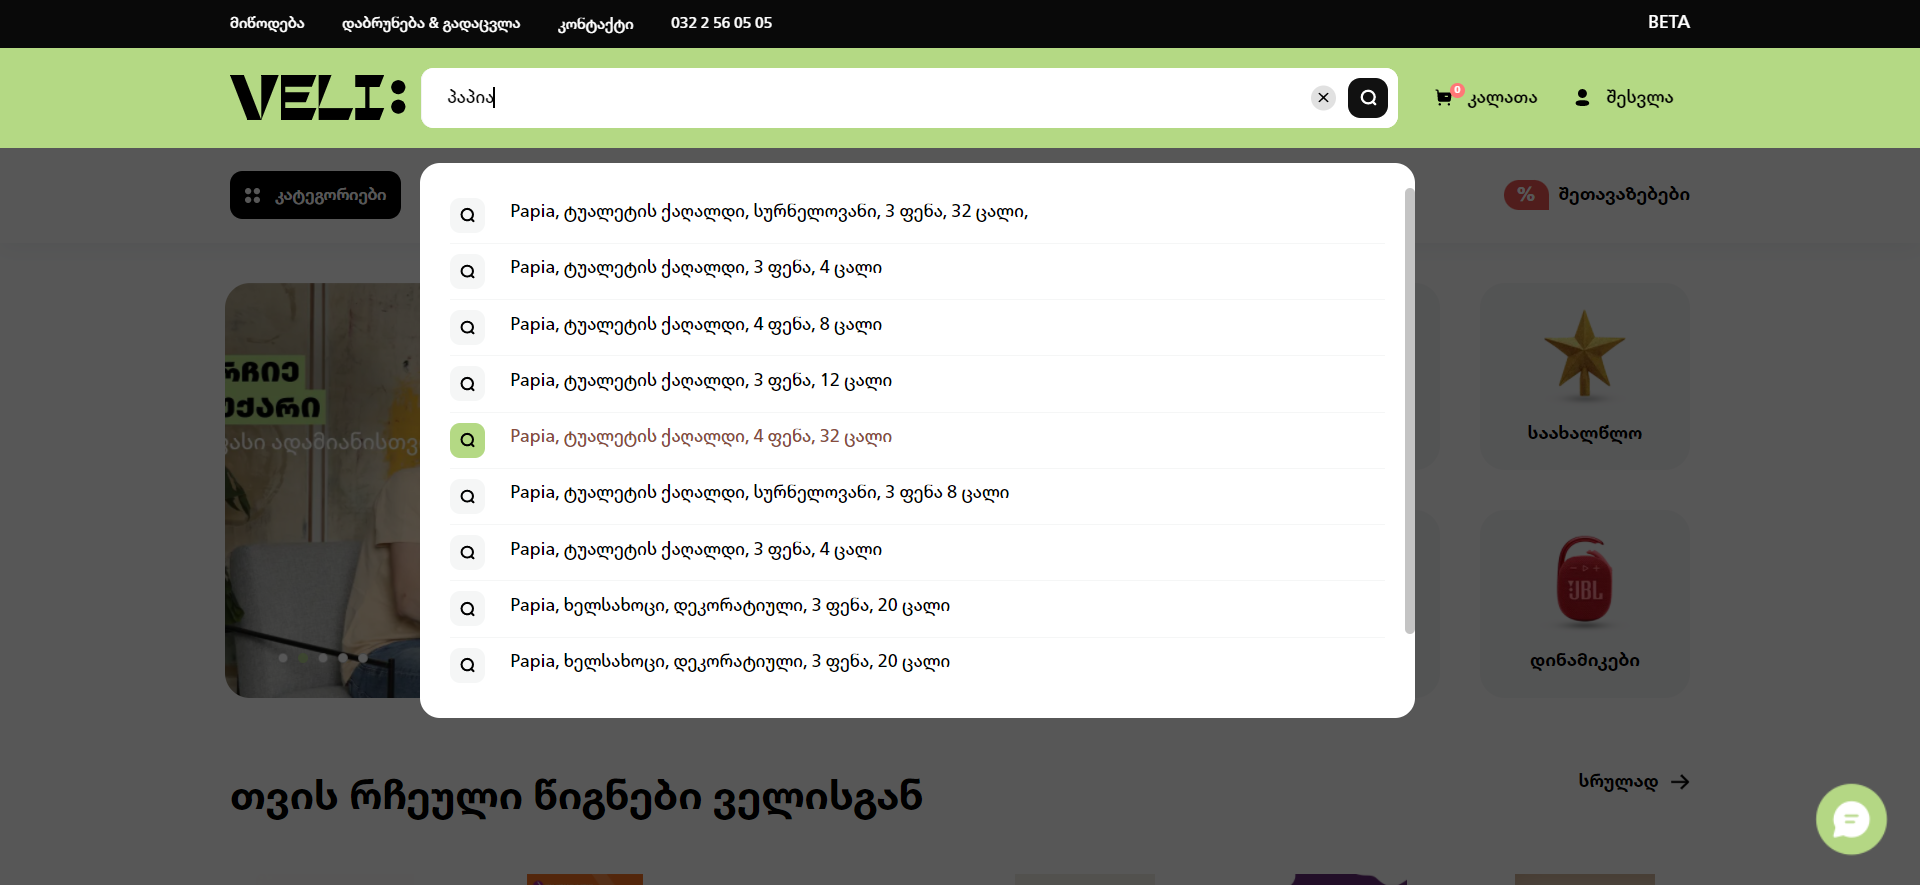 მიწოდება დაბრუნება & გადაცვლა კონტაქტი 032 2 56 05 05 BETA
VELI:
პაპია
0 კალათა
შესვლა
კატეგორიები
% შეთავაზებები
Papia, ტუალეტის ქაღალდი, სურნელოვანი, 3 ფენა, 32 ცალი,
Papia, ტუალეტის ქაღალდი, 3 ფენა, 4 ცალი
Papia, ტუალეტის ქაღალდი, 4 ფენა, 8 ცალი
Papia, ტუალეტის ქაღალდი, 3 ფენა, 12 ცალი
Papia, ტუალეტის ქაღალდი, 4 ფენა, 32 ცალი
Papia, ტუალეტის ქაღალდი, სურნელოვანი, 3 ფენა 8 ცალი
Papia, ტუალეტის ქაღალდი, 3 ფენა, 4 ცალი
Papia, ხელსახოცი, დეკორატიული, 3 ფენა, 20 ცალი
Papia, ხელსახოცი, დეკორატიული, 3 ფენა, 20 ცალი
საახალწლო
JBL
დინამიკები
თვის რჩეული წიგნები ველისგან
სრულად